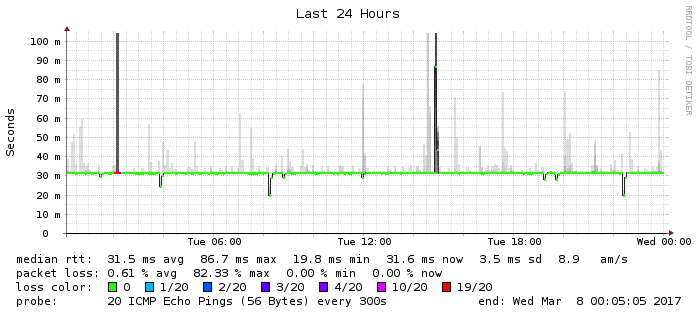 Last 24 Hours
RRDTOOL / TOBI OETIKER
Seconds
100 m
90 m
80 m
70 m
60 m
50 m
40 m
30 m
20 m
10 m
0
Tue 06:00 Tue 12:00 Tue 18:00 Wed 00:00
median rtt: 31.5 ms avg 86.7 ms max 19.8 ms min 31.6 ms now 3.5 ms sd 8.9 am/s
packet loss: 0.61 % avg 82.33 % max 0.00 % min 0.00 % now
loss color: 0 1/20 2/20 3/20 4/20 10/20 19/20
probe: 20 ICMP Echo Pings (56 Bytes) every 300s end: Wed Mar 8 00:05:05 2017